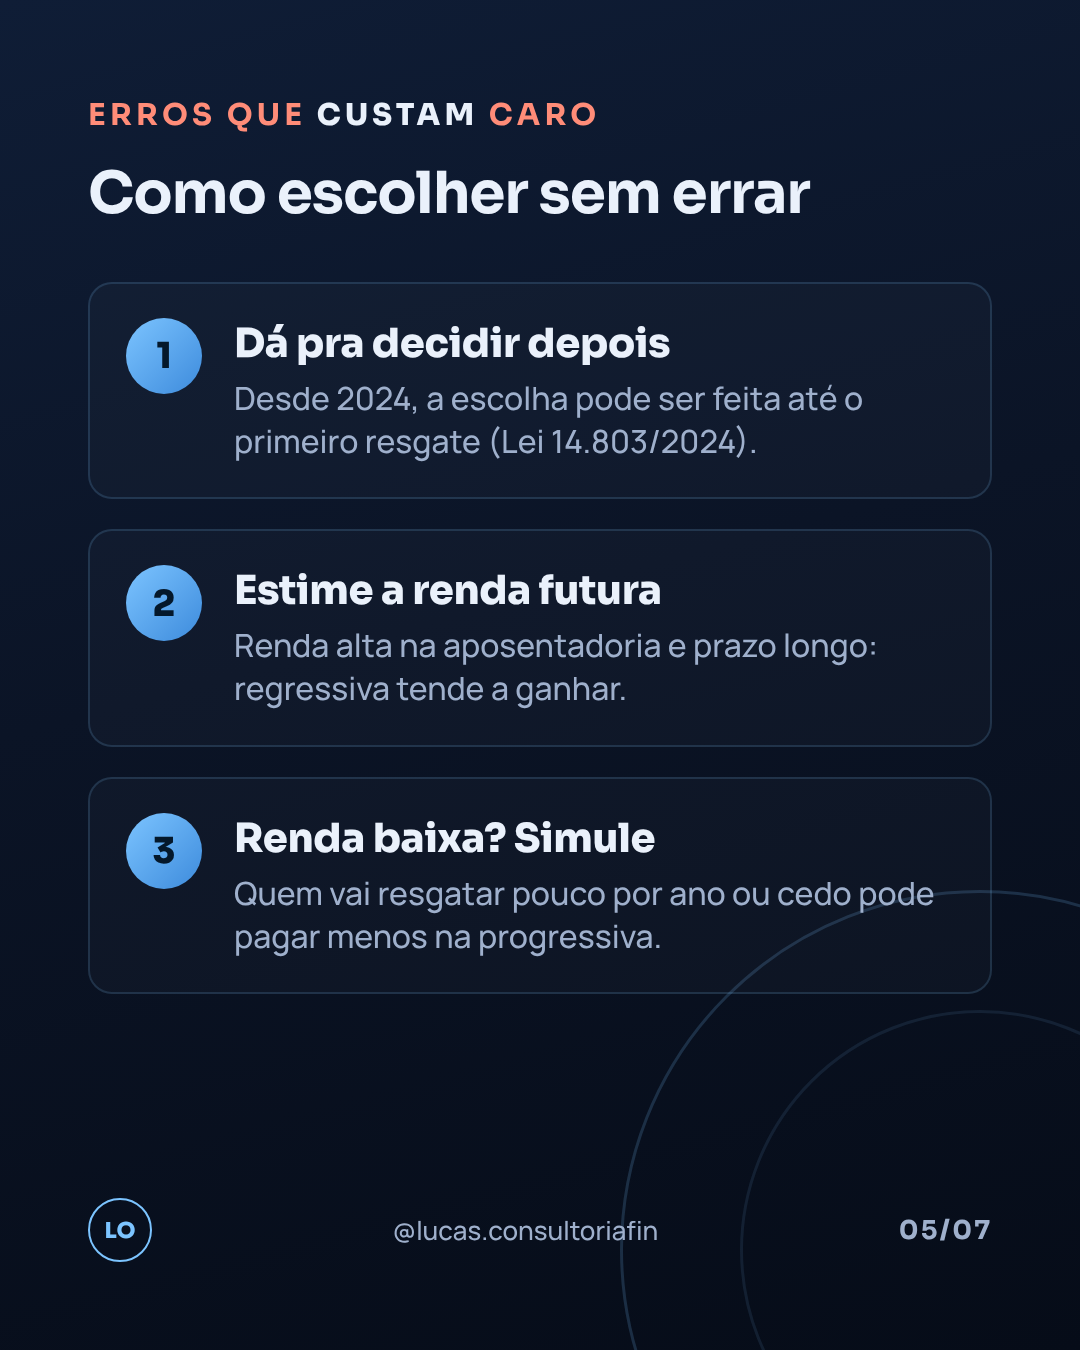 ERROS QUE CUSTAM CARO
Como escolher sem errar
1
Dá pra decidir depois
Desde 2024, a escolha pode ser feita até o
primeiro resgate (Lei 14.803/2024).
2
Estime a renda futura
Renda alta na aposentadoria e prazo longo:
regressiva tende a ganhar.
3
Renda baixa? Simule
Quem vai resgatar pouco por ano ou cedo pode
pagar menos na progressiva.
LO
@lucas.consultoriafin
05/07